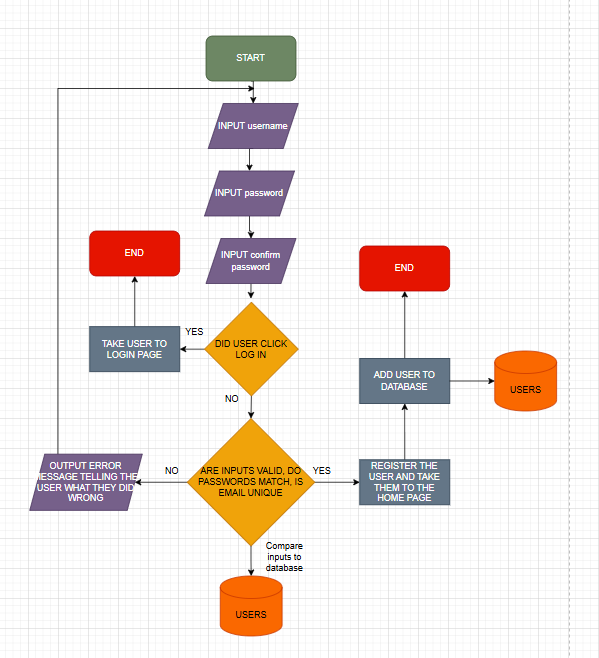 START
INPUT username
INPUT password
INPUT confirm
password
END
END
TAKE USER TO
LOGIN PAGE
YES
DID USER CLICK
LOG IN
NO
ADD USER TO
DATABASE
USERS
OUTPUT ERROR
MESSAGE TELLING THE
USER WHAT THEY DID
WRONG
NO
ARE INPUTS VALID, DO
PASSWORDS MATCH, IS
EMAIL UNIQUE
YES
REGISTER THE
USER AND TAKE
THEM TO THE
HOME PAGE
Compare
inputs to
database
USERS